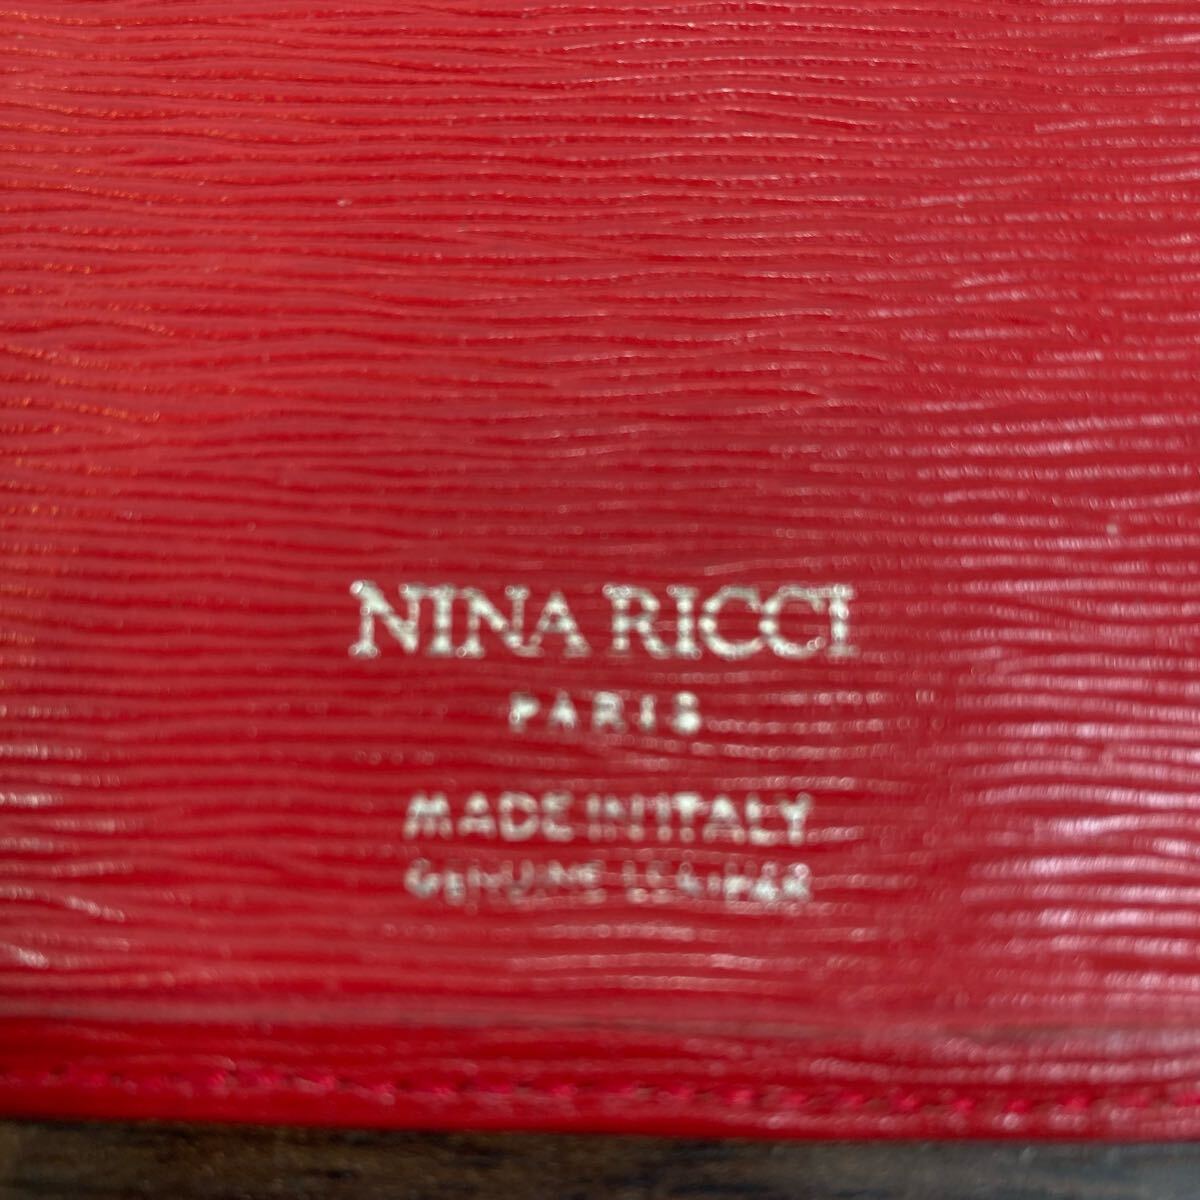 NINA RICCI
PARIS
MADE IN ITALY
GENUINE LEATHER